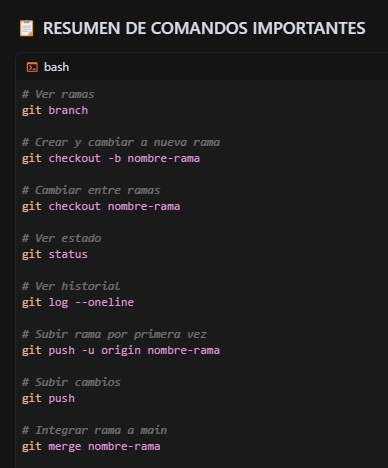 📋 RESUMEN DE COMANDOS IMPORTANTES
bash
# Ver ramas
git branch
# Crear y cambiar a nueva rama
git checkout -b nombre-rama
# Cambiar entre ramas
git checkout nombre-rama
# Ver estado
git status
# Ver historial
git log --oneline
# Subir rama por primera vez
git push -u origin nombre-rama
# Subir cambios
git push
# Integrar rama a main
git merge nombre-rama